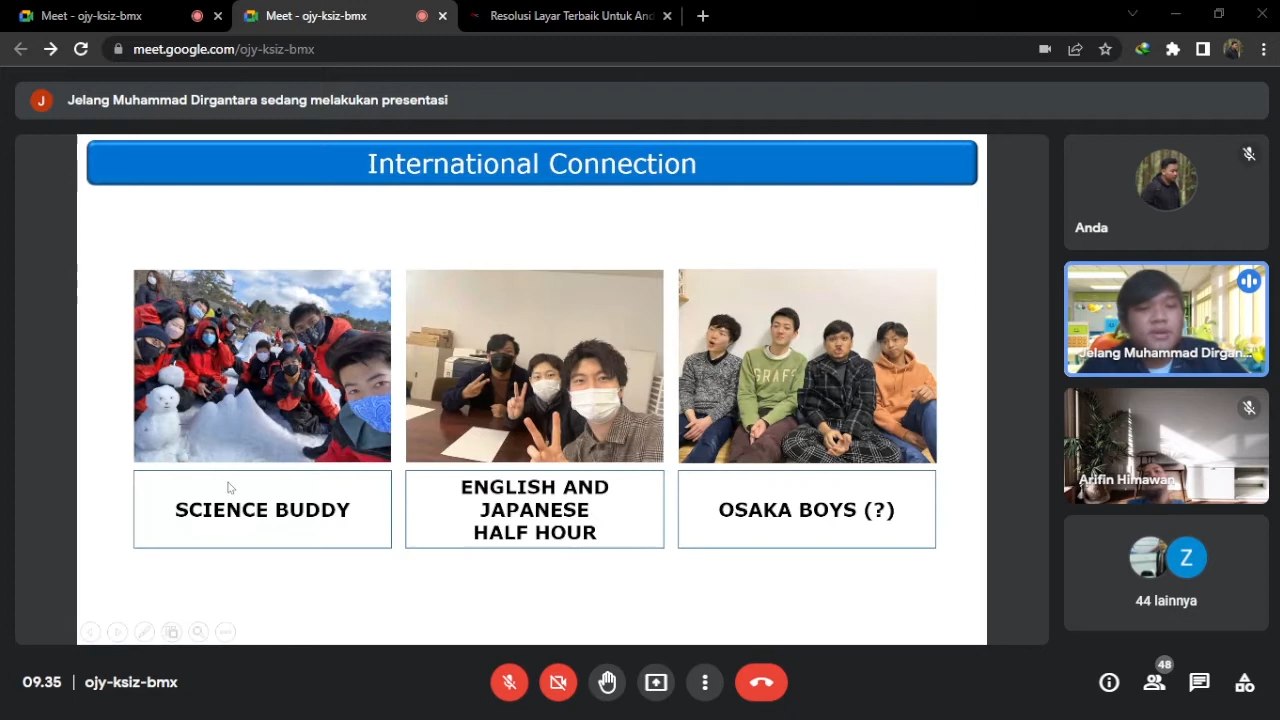 Meet - ojy-ksiz-bmx
Meet - ojy-ksiz-bmx
Resolusi Layar Terbaik Untuk And
meet.google.com/ojy-ksiz-bmx
J
Jelang Muhammad Dirgantara sedang melakukan presentasi
International Connection
GRAFS
SCIENCE BUDDY
ENGLISH AND
JAPANESE
HALF HOUR
OSAKA BOYS (?)
Anda
Jelang Muhammad Dirgan...
Arifin Himawan
Z
44 lainnya
09.35 | ojy-ksiz-bmx
48